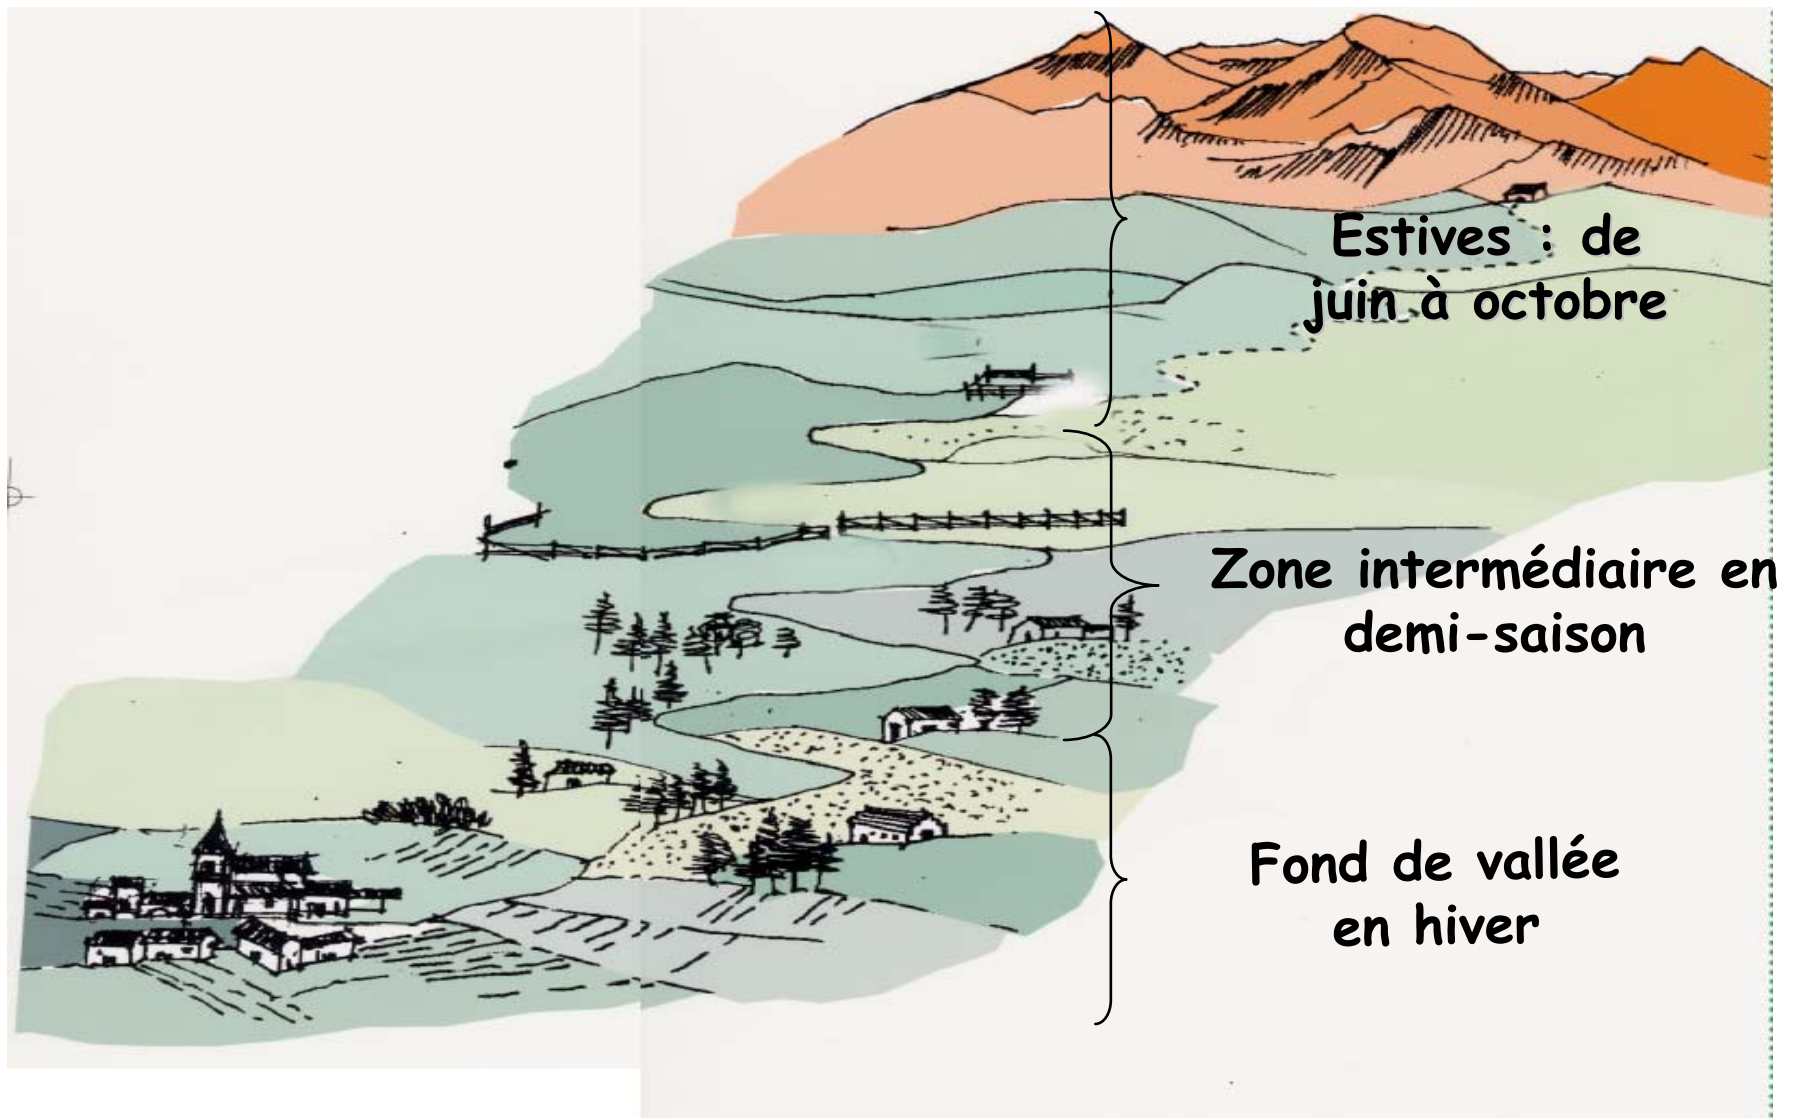 Estives : de
juin à octobre
Zone intermédiaire en
demi-saison
Fond de vallée
en hiver